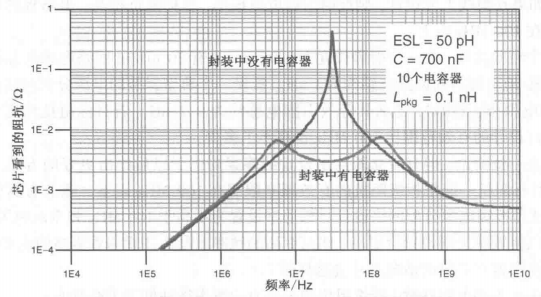 芯片看到的阻抗/Ω
1
1E-1
1E-2
1E-3
1E-4
封装中没有电容器
ESL = 50 pH
C = 700 nF
10个电容器
Lpkg = 0.1 nH
封装中有电容器
1E4 1E5 1E6 1E7 1E8 1E9 1E10
频率/Hz